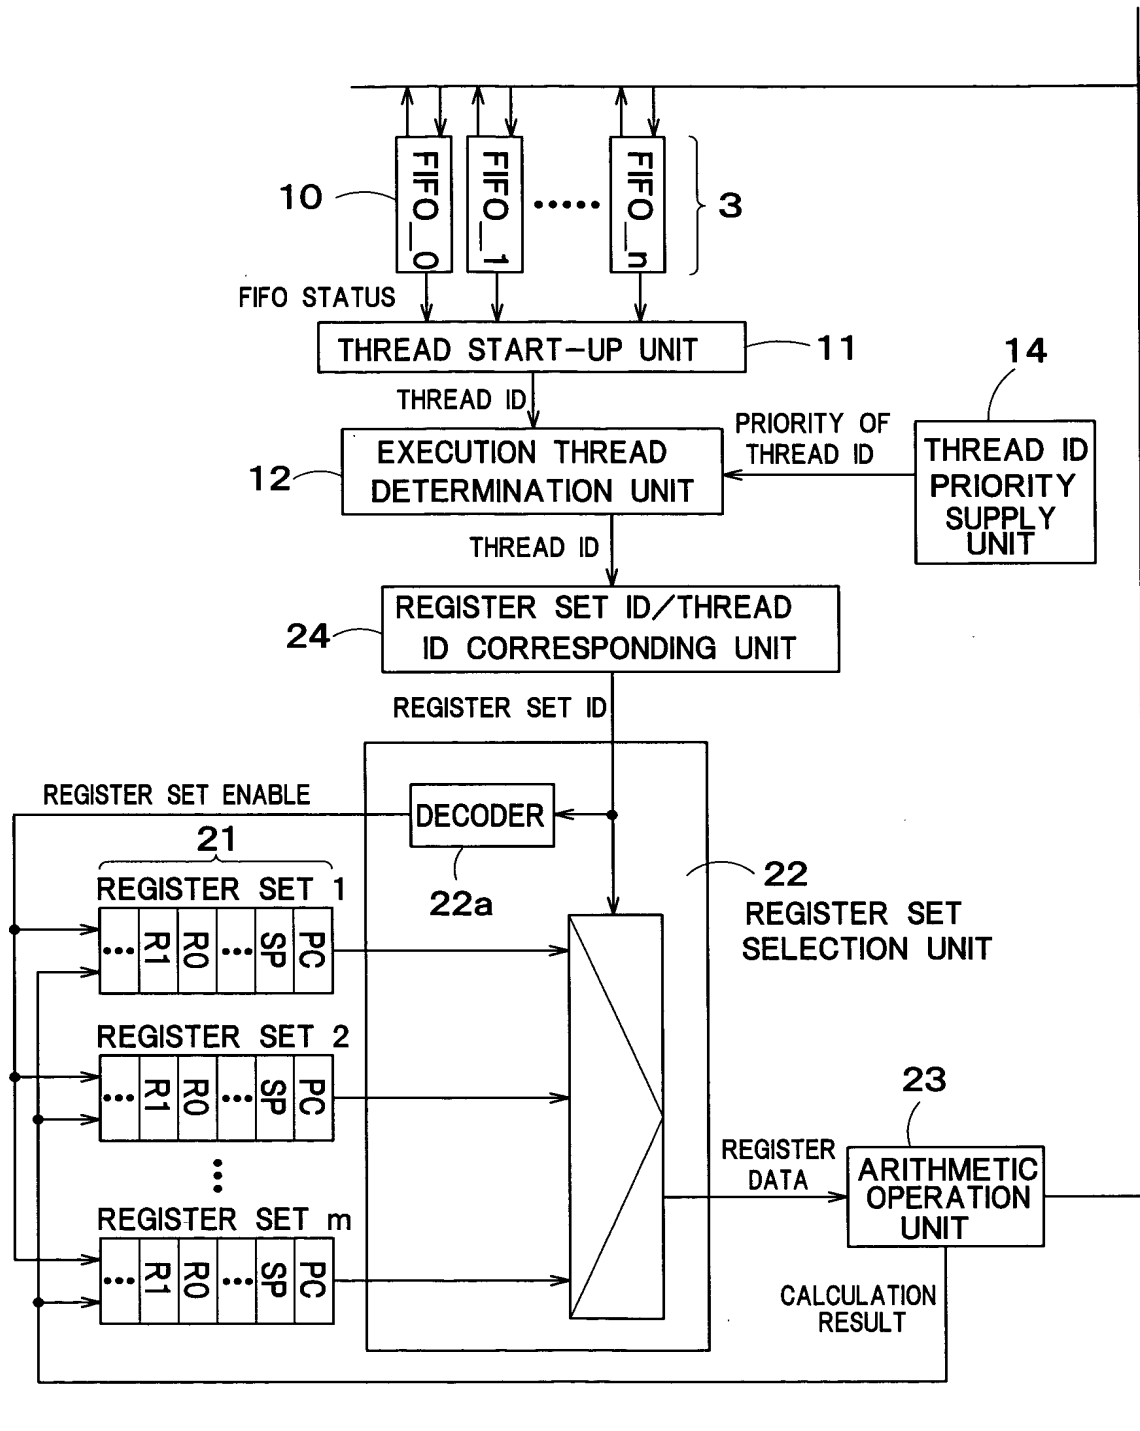 FIFO_0
FIFO_1
.....
FIFO_n
10
3
FIFO STATUS
THREAD START-UP UNIT
11
14
THREAD ID
PRIORITY OF
THREAD ID
THREAD ID
PRIORITY
SUPPLY
UNIT
12
EXECUTION THREAD
DETERMINATION UNIT
THREAD ID
24
REGISTER SET ID/THREAD
ID CORRESPONDING UNIT
REGISTER SET ID
REGISTER SET ENABLE
DECODER
22a
21
22
REGISTER SET
SELECTION UNIT
REGISTER SET 1
... R1 R0 ... SP PC
REGISTER SET 2
... R1 R0 ... SP PC
...
REGISTER SET m
... R1 R0 ... SP PC
23
REGISTER
DATA
ARITHMETIC
OPERATION
UNIT
CALCULATION
RESULT